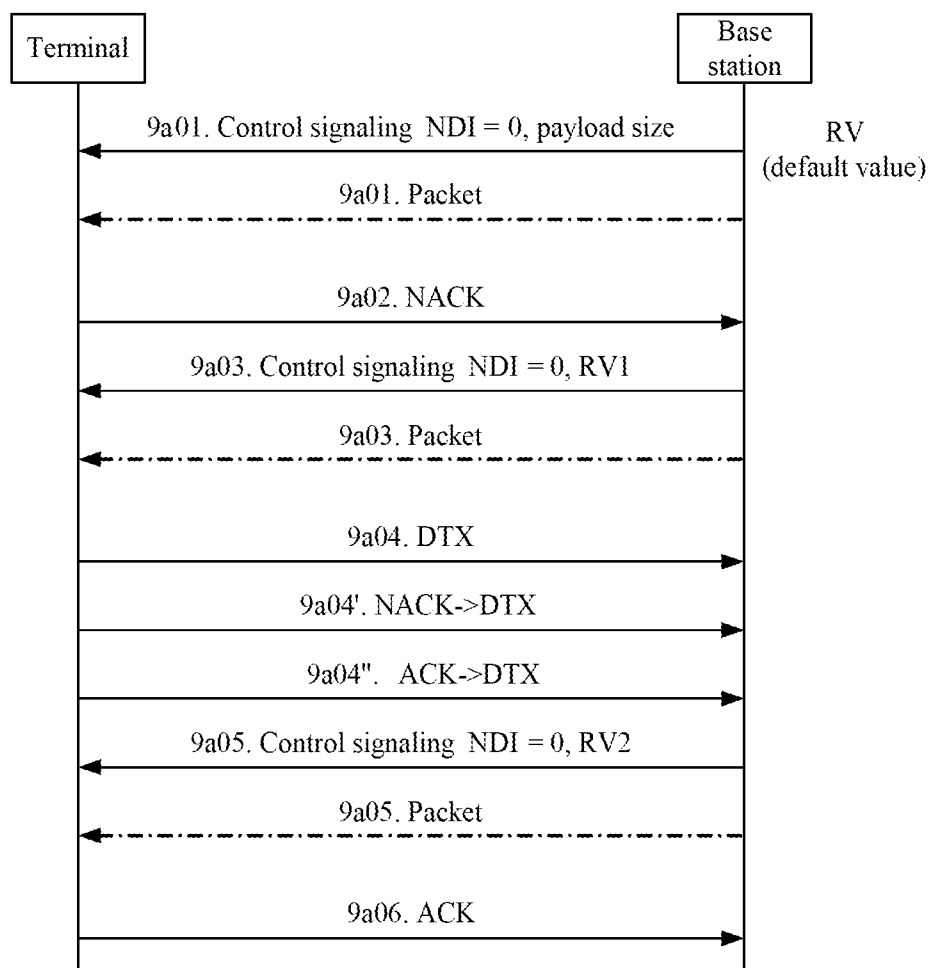 Terminal
Base
station
9a01. Control signaling NDI = 0, payload size
RV
(default value)
9a01. Packet
9a02. NACK
9a03. Control signaling NDI = 0, RV1
9a03. Packet
9a04. DTX
9a04'. NACK->DTX
9a04". ACK->DTX
9a05. Control signaling NDI = 0, RV2
9a05. Packet
9a06. ACK